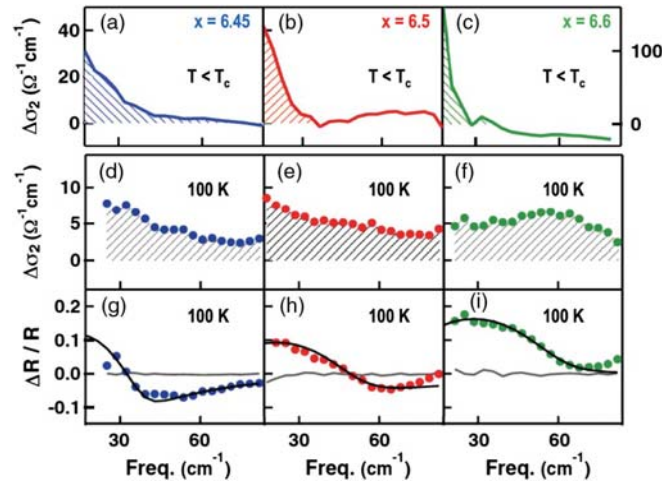 (a) x = 6.45 (b) x = 6.5 (c) x = 6.6
Δσ₂ (Ω⁻¹cm⁻¹) 40 20 0 T < Tc T < Tc T < Tc 100 0
(d) 100 K (e) 100 K (f) 100 K
Δσ₂ (Ω⁻¹cm⁻¹) 10 5 0
(g) 100 K (h) 100 K (i) 100 K
ΔR / R 0.2 0.1 0.0 -0.1
30 60 30 60 30 60
Freq. (cm⁻¹) Freq. (cm⁻¹) Freq. (cm⁻¹)